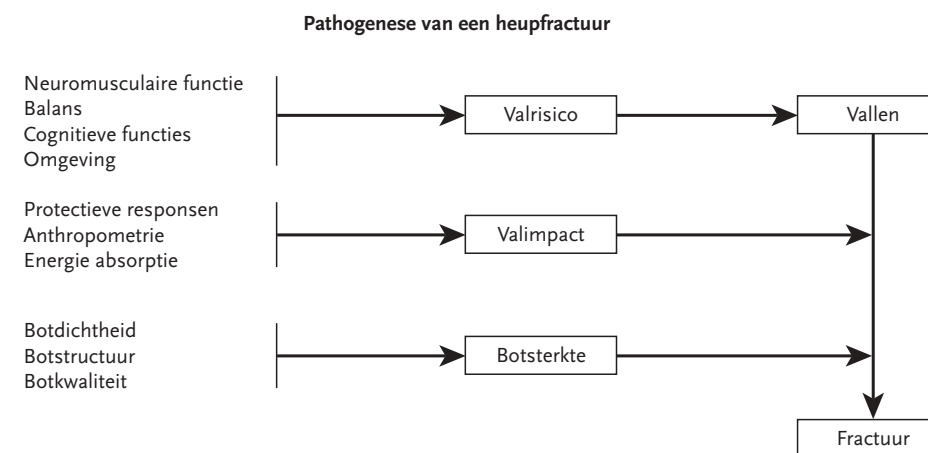 Pathogenese van een heupfractuur
Neuromusculaire functie
Balans
Cognitieve functies
Omgeving
Valrisico
Vallen
Protectieve responsen
Anthropometrie
Energie absorptie
Valimpact
Botdichtheid
Botstructuur
Botkwaliteit
Botsterkte
Fractuur